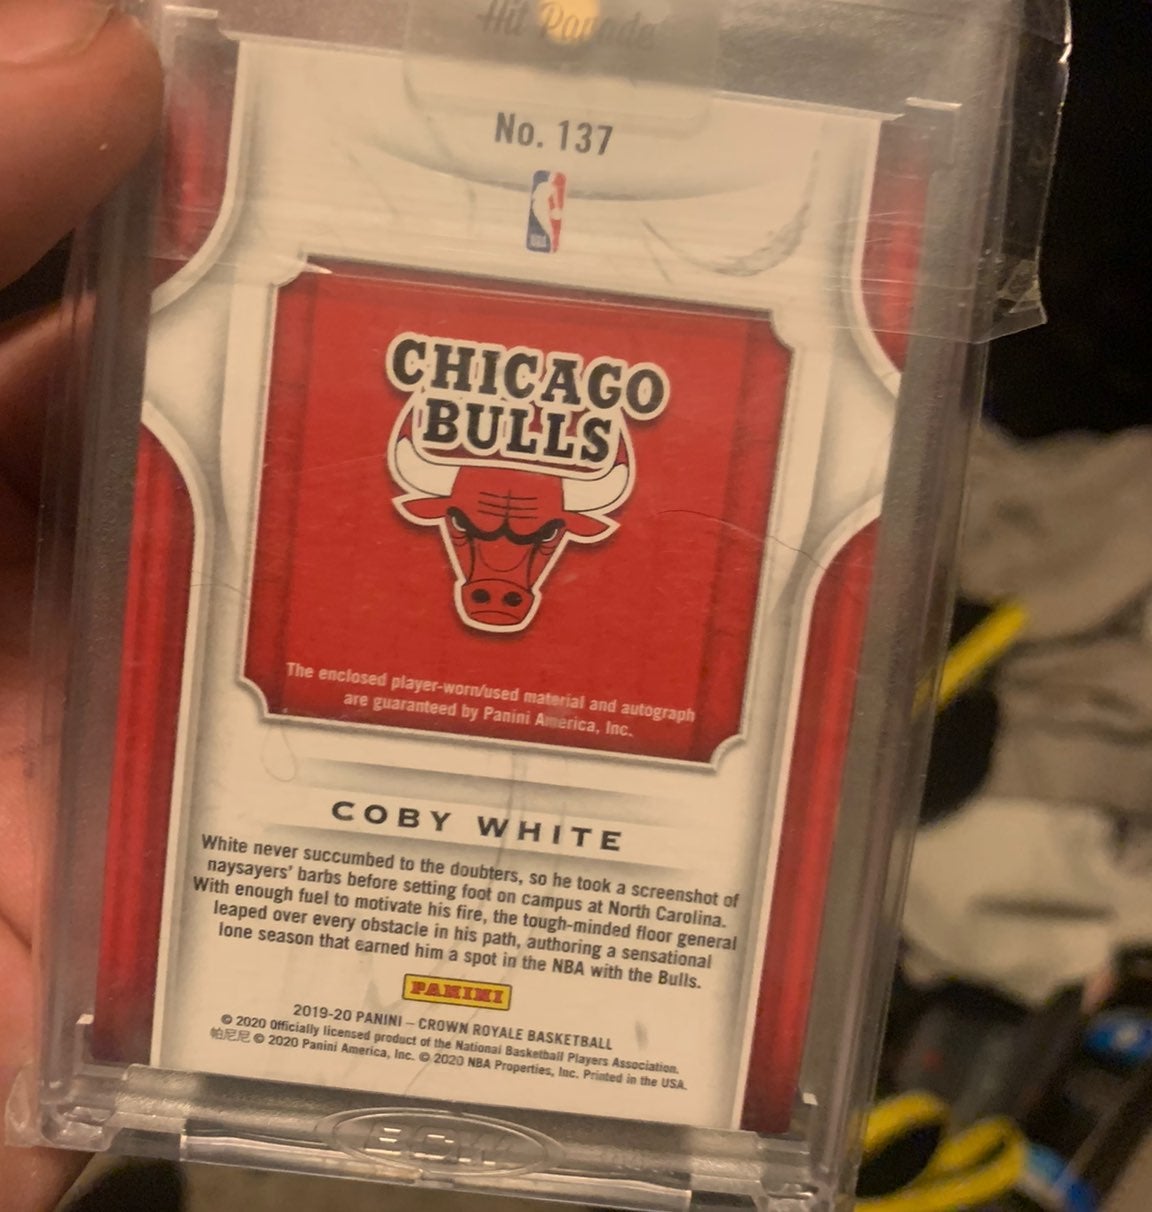 Hit Parade
No. 137
NBA
CHICAGO
BULLS
The enclosed player-worn/used material and autograph
are guaranteed by Panini America, Inc.
COBY WHITE
White never succumbed to the doubters, so he took a screenshot of
naysayers' barbs before setting foot on campus at North Carolina.
With enough fuel to motivate his fire, the tough-minded floor general
leaped over every obstacle in his path, authoring a sensational
lone season that earned him a spot in the NBA with the Bulls.
PANINI
2019-20 PANINI – CROWN ROYALE BASKETBALL
© 2020 Officially licensed product of the National Basketball Players Association.
帕尼尼 © 2020 Panini America, Inc. © 2020 NBA Properties, Inc. Printed in the USA.
BCW